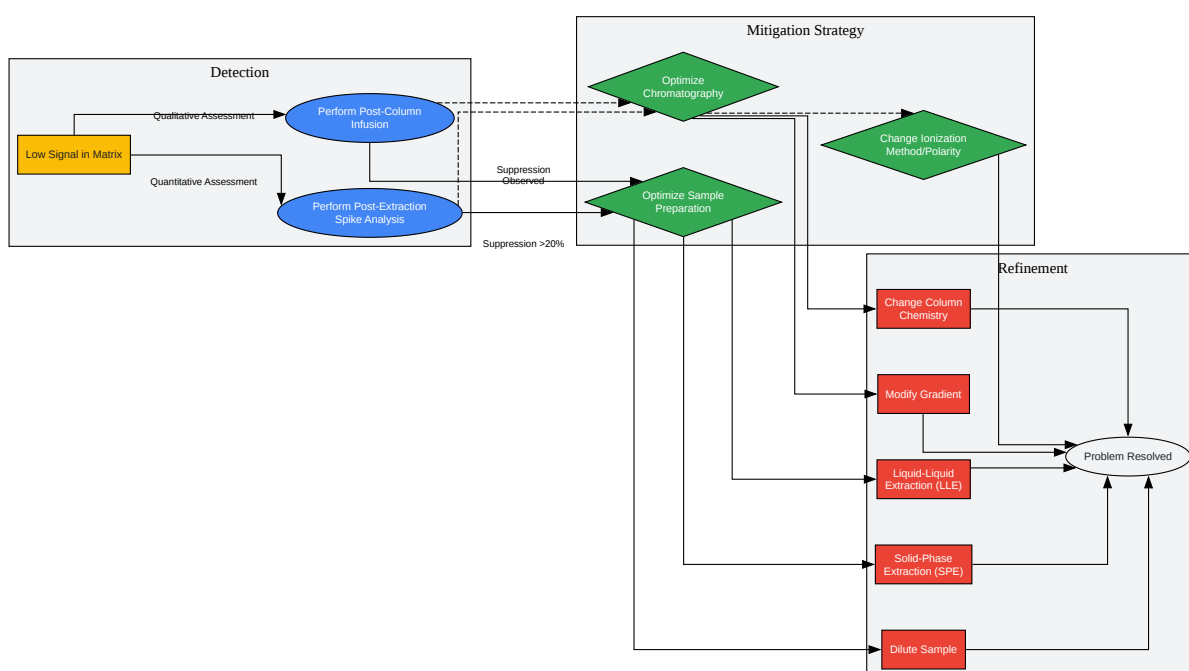 Mitigation Strategy
Detection
Optimize
Chromatography
Perform Post-Column
Infusion
Qualitative Assessment
Low Signal in Matrix
Change Ionization
Method/Polarity
Quantitative Assessment
Suppression
Observed
Perform Post-Extraction
Spike Analysis
Optimize Sample
Preparation
Suppression >20%
Refinement
Change Column
Chemistry
Modify Gradient
Problem Resolved
Liquid-Liquid
Extraction (LLE)
Solid-Phase
Extraction (SPE)
Dilute Sample